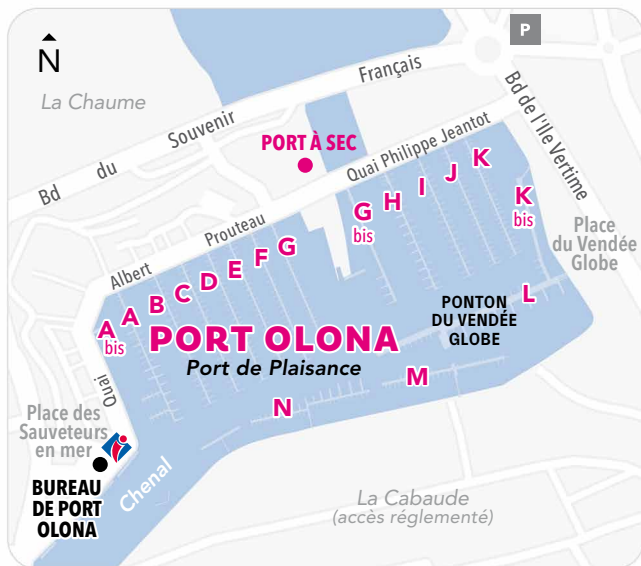 N
La Chaume
P
Bd du Souvenir Français
Bd de l'Ile Vertime
PORT À SEC
Quai Philippe Jeantot
K
J
I
H
G
bis
K
bis
Place
du Vendée
Globe
Quai Albert Prouteau
G
F
E
D
C
B
A
A
bis
L
PONTON
DU VENDÉE
GLOBE
PORT OLONA
Port de Plaisance
M
N
Place des
Sauveteurs
en mer
BUREAU
DE PORT
OLONA
Chenal
La Cabaude
(accès réglementé)